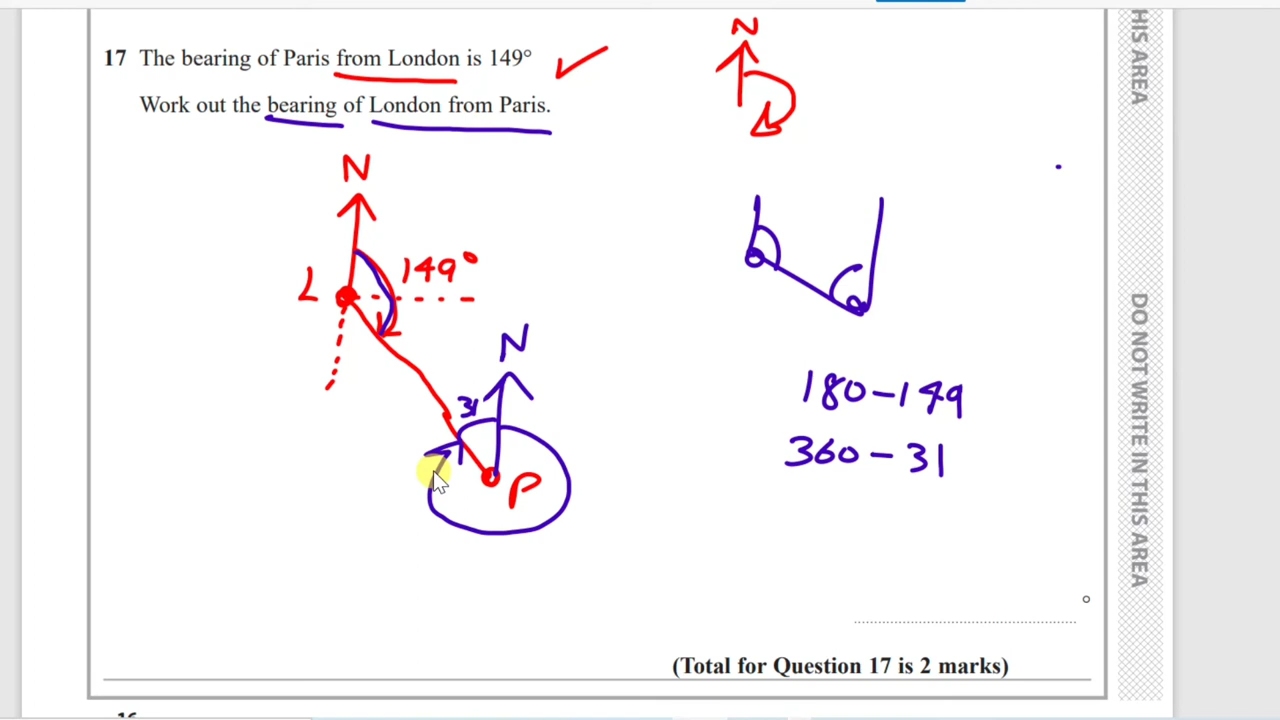 17 The bearing of Paris from London is 149°
Work out the bearing of London from Paris.
N
N
L
149°
N
31
P
180-149
360-31
°
(Total for Question 17 is 2 marks)
HIS AREA
DO NOT WRITE IN THIS AREA